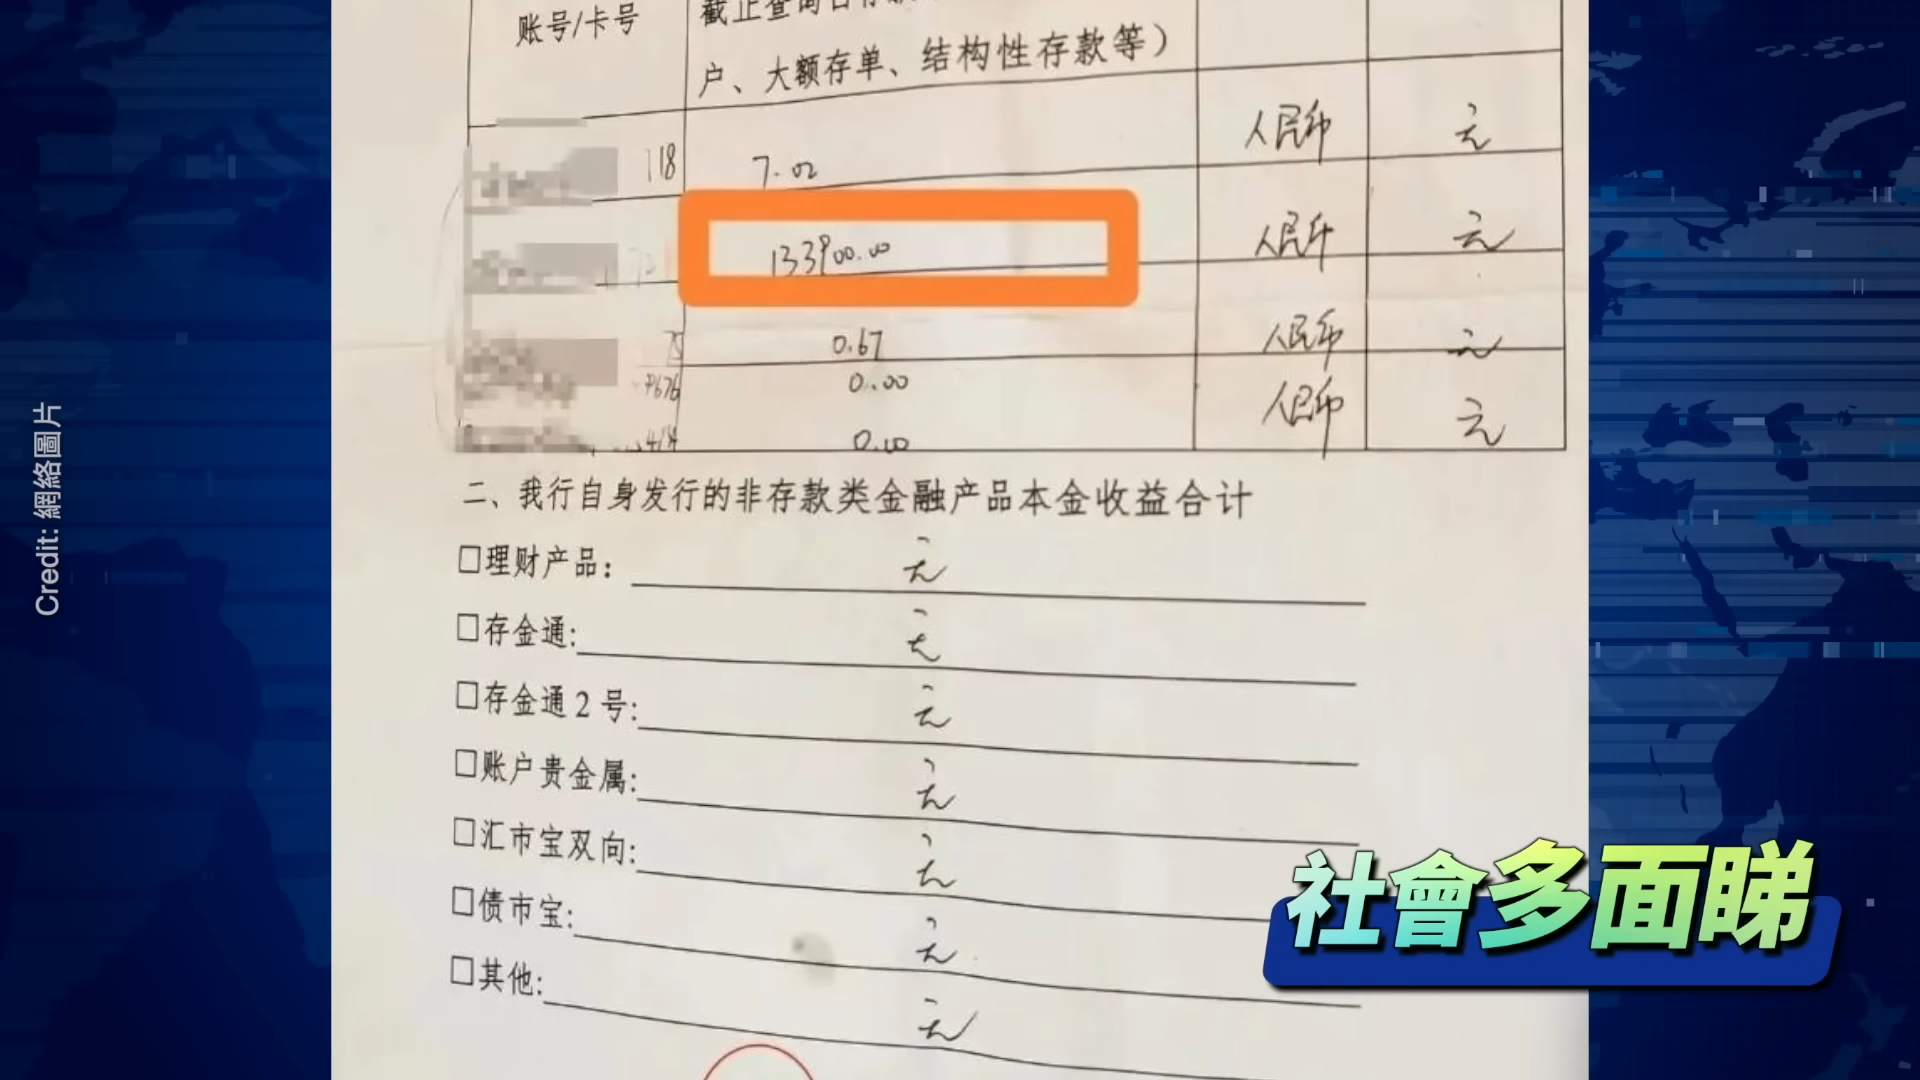 账号/卡号
户、大额存单、结构性存款等）
118 7.02 人民币 元
133900.00 人民币 元
75 0.67 人民币 元
9676 0.00 人民币 元
0.00
二、我行自身发行的非存款类金融产品本金收益合计
□理财产品： 元
□存金通: 元
□存金通2号: 元
□账户贵金属: 元
□汇市宝双向: 元
□债市宝: 元
□其他: 元
Credit: 網絡圖片
社會多面睇